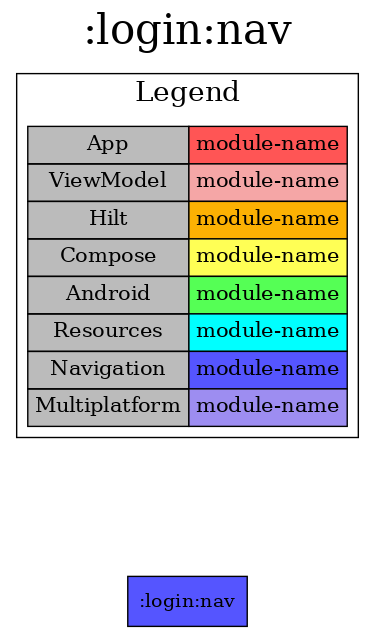 :login:nav
Legend
App module-name
ViewModel module-name
Hilt module-name
Compose module-name
Android module-name
Resources module-name
Navigation module-name
Multiplatform module-name
:login:nav